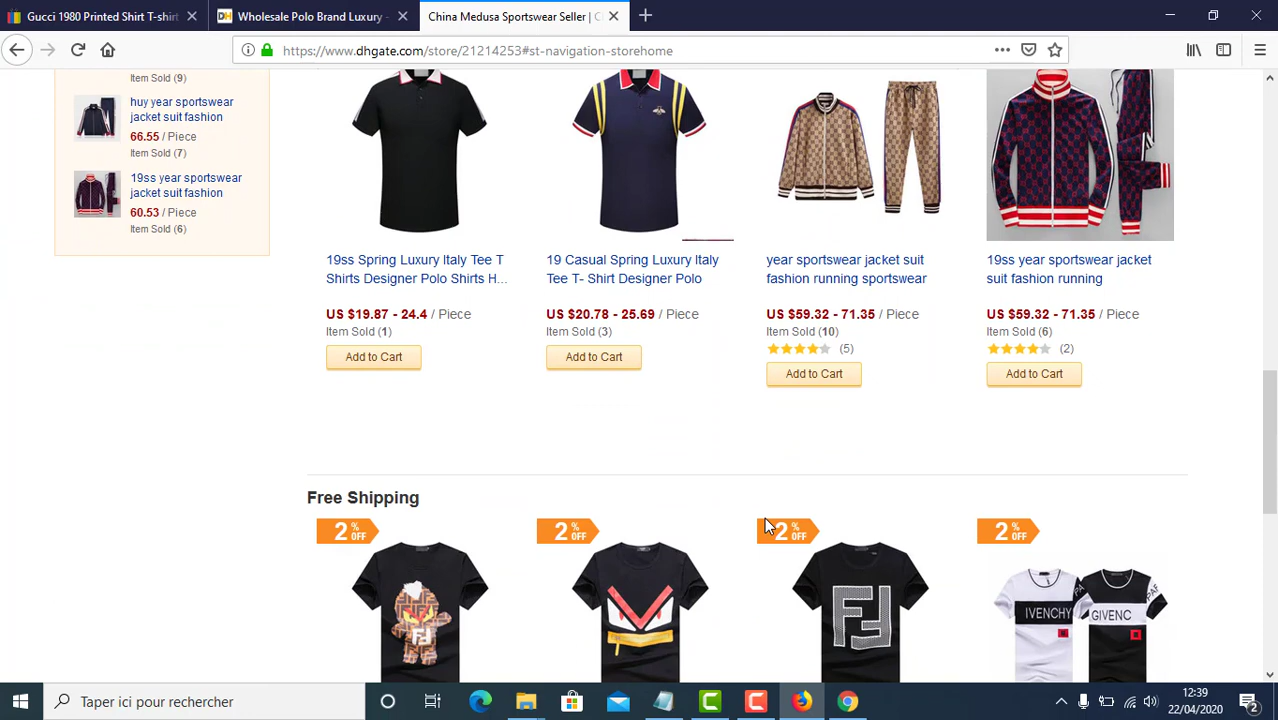 Gucci 1980 Printed Shirt T-shirt
Wholesale Polo Brand Luxury -
China Medusa Sportswear Seller | C
https://www.dhgate.com/store/21214253#st-navigation-storehome
Item Sold (9)
huy year sportswear
jacket suit fashion
66.55 / Piece
Item Sold (7)
19ss year sportswear
jacket suit fashion
60.53 / Piece
Item Sold (6)
19ss Spring Luxury Italy Tee T
Shirts Designer Polo Shirts H...
US $19.87 - 24.4 / Piece
Item Sold (1)
Add to Cart
19 Casual Spring Luxury Italy
Tee T- Shirt Designer Polo
US $20.78 - 25.69 / Piece
Item Sold (3)
Add to Cart
year sportswear jacket suit
fashion running sportswear
US $59.32 - 71.35 / Piece
Item Sold (10)
(5)
Add to Cart
19ss year sportswear jacket
suit fashion running
US $59.32 - 71.35 / Piece
Item Sold (6)
(2)
Add to Cart
Free Shipping
2 % OFF
2 % OFF
2 % OFF
2 % OFF
IVENCHY
GIVENC
Taper ici pour rechercher
12:39
22/04/2020
2